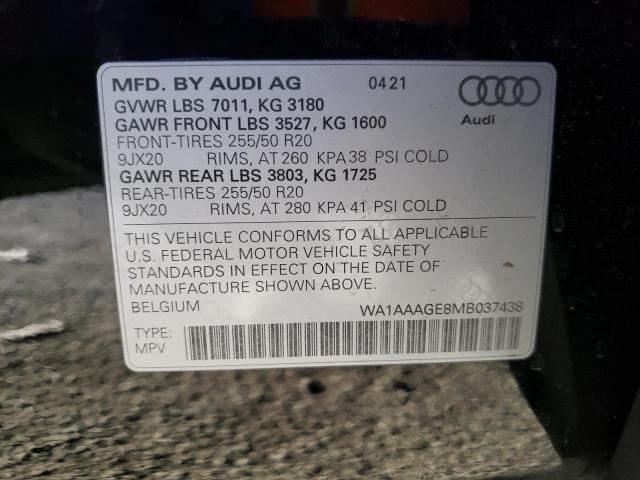 MFD. BY AUDI AG 04 21
GVWR LBS 7011, KG 3180
GAWR FRONT LBS 3527, KG 1600
FRONT-TIRES 255/50 R20
9JX20 RIMS, AT 260 KPA 38 PSI COLD
GAWR REAR LBS 3803, KG 1725
REAR-TIRES 255/50 R20
9JX20 RIMS, AT 280 KPA 41 PSI COLD
Audi
THIS VEHICLE CONFORMS TO ALL APPLICABLE
U.S. FEDERAL MOTOR VEHICLE SAFETY
STANDARDS IN EFFECT ON THE DATE OF
MANUFACTURE SHOWN ABOVE.
BELGIUM WA1AAAGE8MB037438
TYPE:
MPV